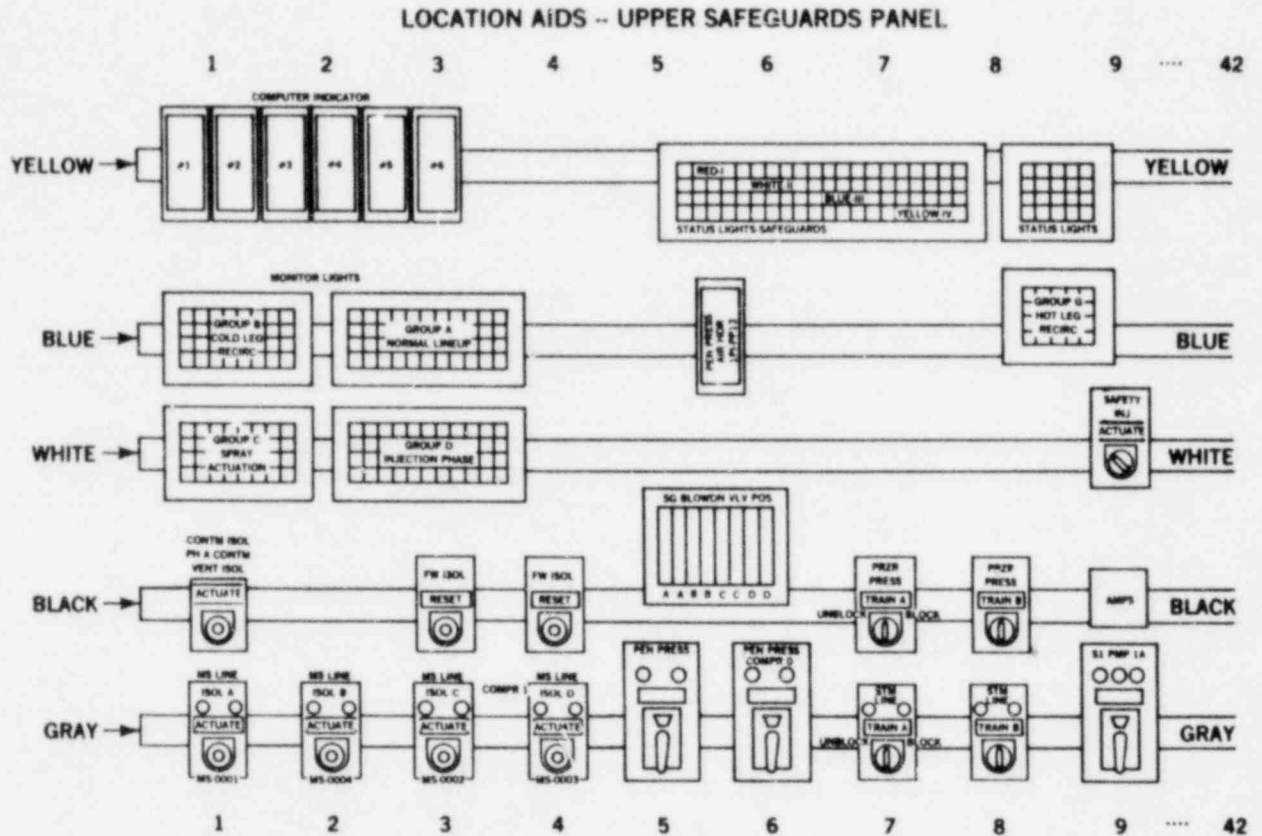 LOCATION AiDS -- UPPER SAFEGUARDS PANEL
1 2 3 4 5 6 7 8 9 .... 42
COMPUTER INDICATOR
YELLOW
#1 #2 #3 #4 #5 #6
RED-I
WHITE II
BLUE III
YELLOW-IV
STATUS LIGHTS-SAFEGUARDS
STATUS LIGHTS
YELLOW
MONITOR LIGHTS
BLUE
GROUP B
COLD LEG
RECIRC
GROUP A
NORMAL LINEUP
PEN PRESS
AIR HDR
GROUP G
HOT LEG
RECIRC
BLUE
WHITE
GROUP C
SPRAY
ACTUATION
GROUP D
INJECTION PHASE
SAFETY
INJ
ACTUATE
WHITE
SG BLOWDN VLV POS
A A B B C C D D
BLACK
CONTM ISOL
PH A CONTM
VENT ISOL
ACTUATE
FW ISOL
RESET
FW ISOL
RESET
PRZR
PRESS
TRAIN A
UNBLOCK BLOCK
PRZR
PRESS
TRAIN B
AMPS
BLACK
GRAY
MS LINE
ISOL A
ACTUATE
MS-0001
MS LINE
ISOL B
ACTUATE
MS-0004
MS LINE
ISOL C
ACTUATE
MS-0002
COMPR 1
MS LINE
ISOL D
ACTUATE
MS-0003
PEN PRESS
PEN PRESS
COMPR 0
STM
LINE
TRAIN A
UNBLOCK BLOCK
STM
LINE
TRAIN B
S1 PMP 1A
GRAY
1 2 3 4 5 6 7 8 9 .... 42